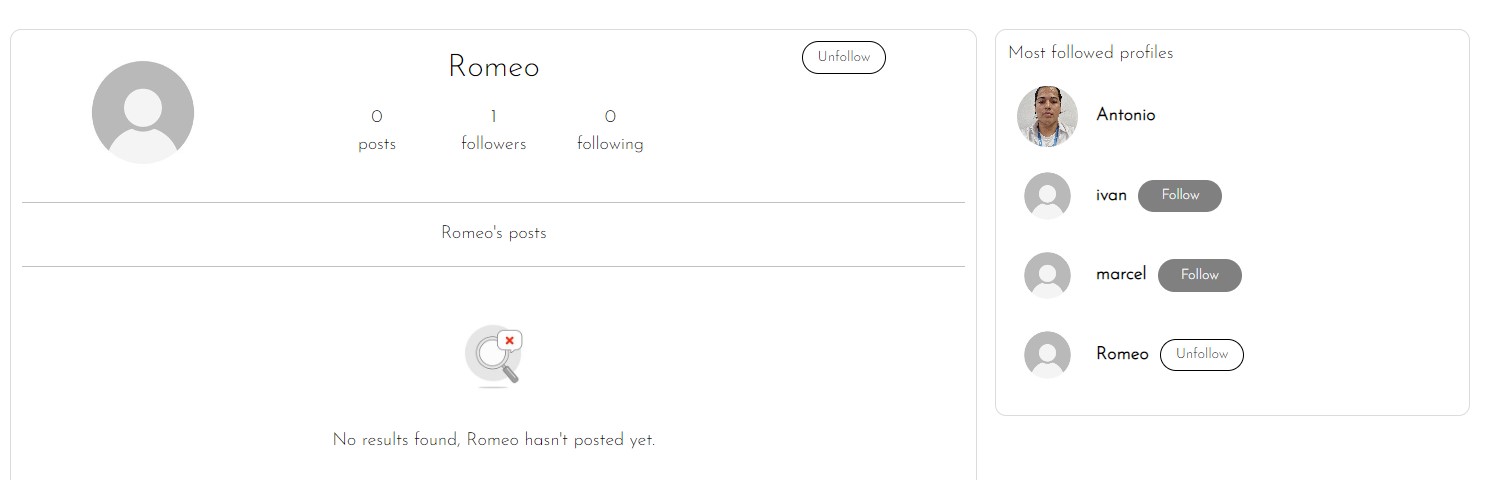 Romeo
Unfollow
0 1 0
posts followers following
Romeo's posts
No results found, Romeo hasn't posted yet.
Most followed profiles
Antonio
ivan Follow
marcel Follow
Romeo Unfollow